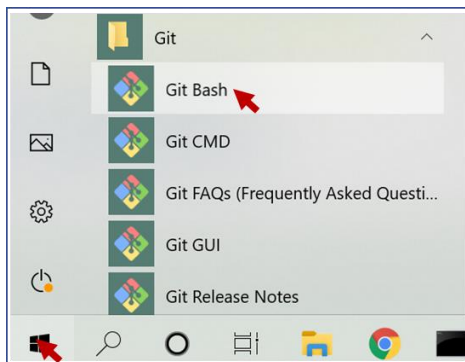 Git
Git Bash
Git CMD
Git FAQs (Frequently Asked Questi...
Git GUI
Git Release Notes